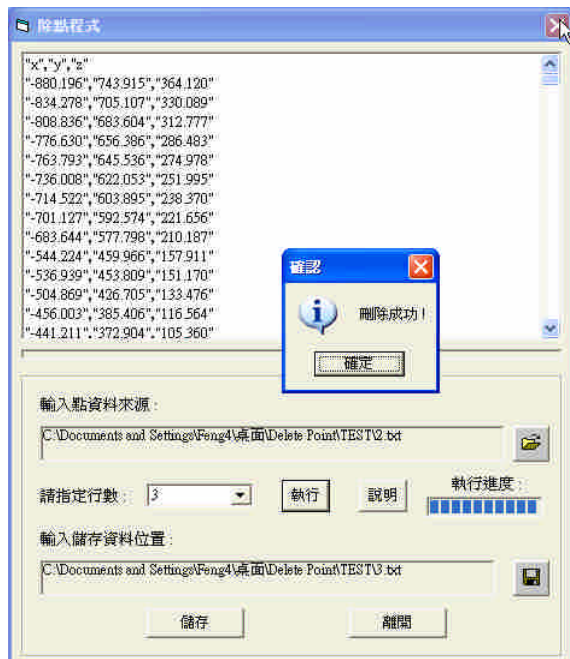 除點程式
"x","y","z"
"-880.196","743.915","364.120"
"-834.278","705.107","330.089"
"-808.836","683.604","312.777"
"-776.630","656.386","286.483"
"-763.793","645.536","274.978"
"-736.008","622.053","251.995"
"-714.522","603.895","238.370"
"-701.127","592.574","221.656"
"-683.644","577.798","210.187"
"-544.224","459.966","157.911"
"-536.939","453.809","151.170"
"-504.869","426.705","133.476"
"-456.003","385.406","116.564"
"-441.211","372.904","105.360"
確認
刪除成功！
確定
輸入點資料來源：
C:\Documents and Settings\Feng4\桌面\Delete Point\TEST\2.txt
請指定行數： 3 執行 說明 執行進度：
輸入儲存資料位置：
C:\Documents and Settings\Feng4\桌面\Delete Point\TEST\3.txt
儲存 離開